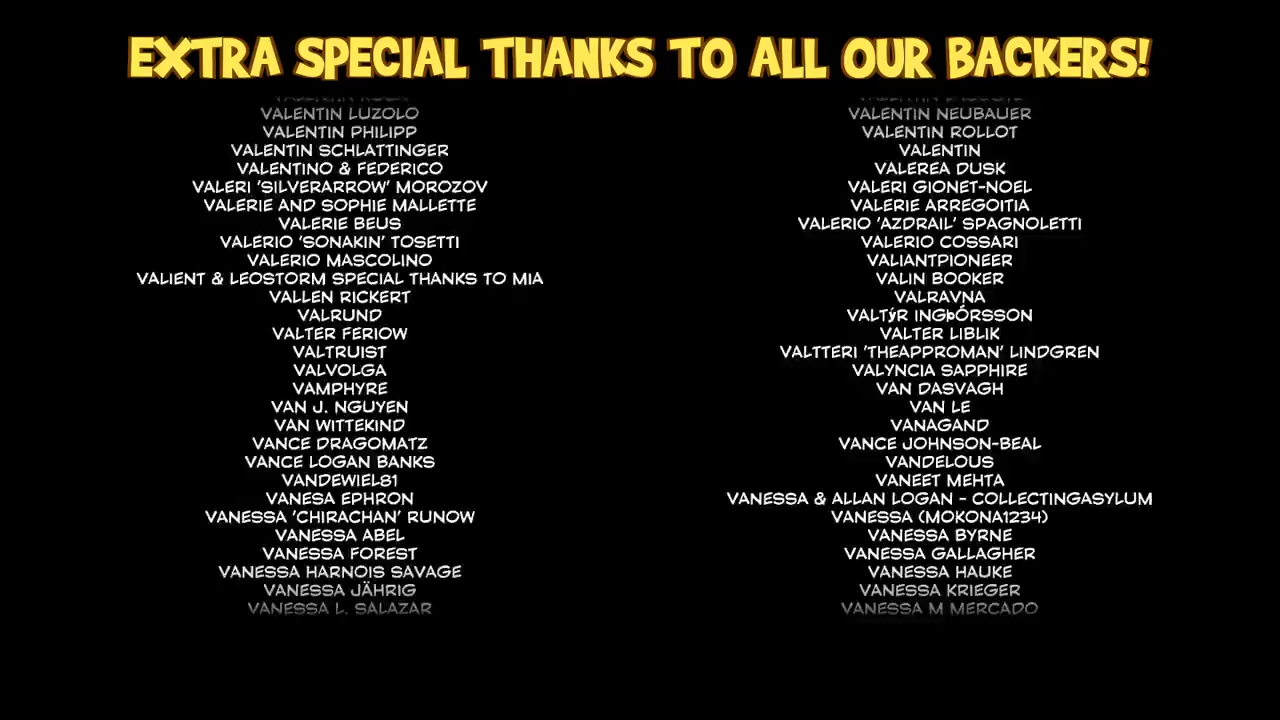 EXTRA SPECIAL THANKS TO ALL OUR BACKERS!
VALENTIN LUZOLO
VALENTIN PHILIPP
VALENTIN SCHLATTINGER
VALENTINO & FEDERICO
VALERI 'SILVERARROW' MOROZOV
VALERIE AND SOPHIE MALLETTE
VALERIE BEUS
VALERIO 'SONAKIN' TOSETTI
VALERIO MASCOLINO
VALIENT & LEOSTORM SPECIAL THANKS TO MIA
VALLEN RICKERT
VALRUND
VALTER FERIOW
VALTRUIST
VALVOLGA
VAMPHYRE
VAN J. NGUYEN
VAN WITTEKIND
VANCE DRAGOMATZ
VANCE LOGAN BANKS
VANDEWIEL81
VANESA EPHRON
VANESSA 'CHIRACHAN' RUNOW
VANESSA ABEL
VANESSA FOREST
VANESSA HARNOIS SAVAGE
VANESSA JÄHRIG
VANESSA L. SALAZAR
VALENTIN NEUBAUER
VALENTIN ROLLOT
VALENTIN
VALEREA DUSK
VALERI GIONET-NOEL
VALERIE ARREGOITIA
VALERIO 'AZDRAIL' SPAGNOLETTI
VALERIO COSSARI
VALIANTPIONEER
VALIN BOOKER
VALRAVNA
VALTýR INGÞÓRSSON
VALTER LIBLIK
VALTTERI 'THEAPPROMAN' LINDGREN
VALYNCIA SAPPHIRE
VAN DASVAGH
VAN LE
VANAGAND
VANCE JOHNSON-BEAL
VANDELOUS
VANEET MEHTA
VANESSA & ALLAN LOGAN - COLLECTINGASYLUM
VANESSA (MOKONA1234)
VANESSA BYRNE
VANESSA GALLAGHER
VANESSA HAUKE
VANESSA KRIEGER
VANESSA M MERCADO